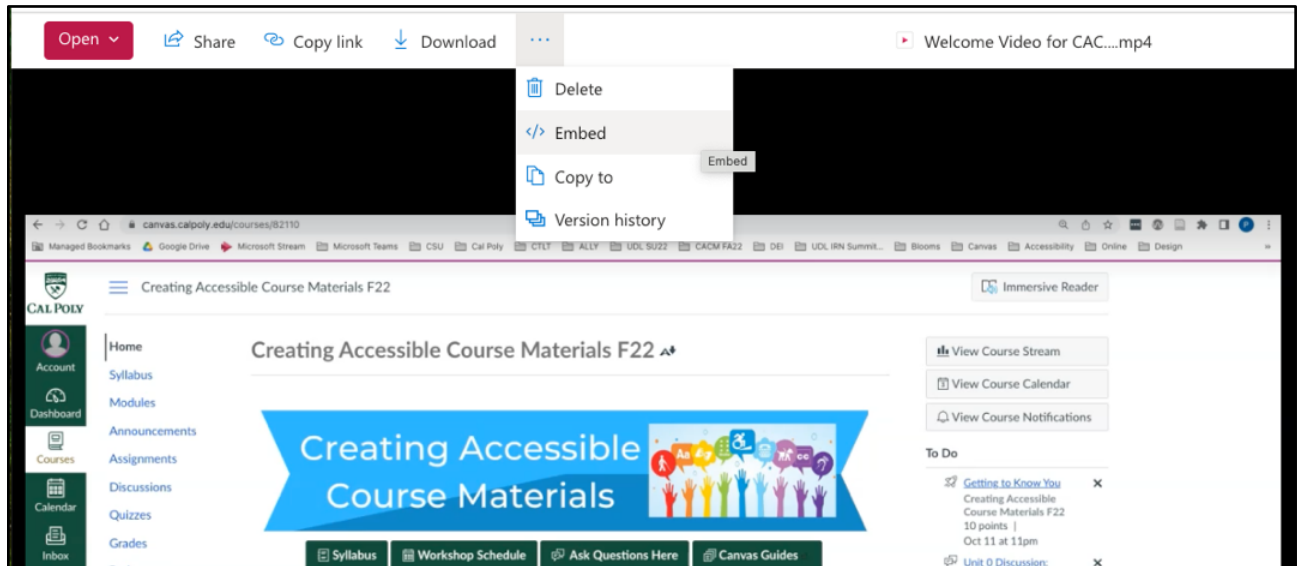 Open
Share
Copy link
Download
...
Welcome Video for CAC....mp4
Delete
Embed
Embed
Copy to
Version history
canvas.calpoly.edu/courses/82110
Managed Bookmarks
Google Drive
Microsoft Stream
Microsoft Teams
CSU
Cal Poly
CTLT
ALLY
UDL SU22
CACM FA22
DEI
UDL IRN Summit...
Blooms
Canvas
Accessibility
Online
Design
»
P
CAL POLY
Creating Accessible Course Materials F22
Immersive Reader
Account
Dashboard
Courses
Calendar
Inbox
Home
Syllabus
Modules
Announcements
Assignments
Discussions
Quizzes
Grades
Creating Accessible Course Materials F22
Creating Accessible
Course Materials
Aa
cc
Syllabus
Workshop Schedule
Ask Questions Here
Canvas Guides
View Course Stream
View Course Calendar
View Course Notifications
To Do
Getting to Know You
Creating Accessible
Course Materials F22
10 points |
Oct 11 at 11pm
Unit 0 Discussion: